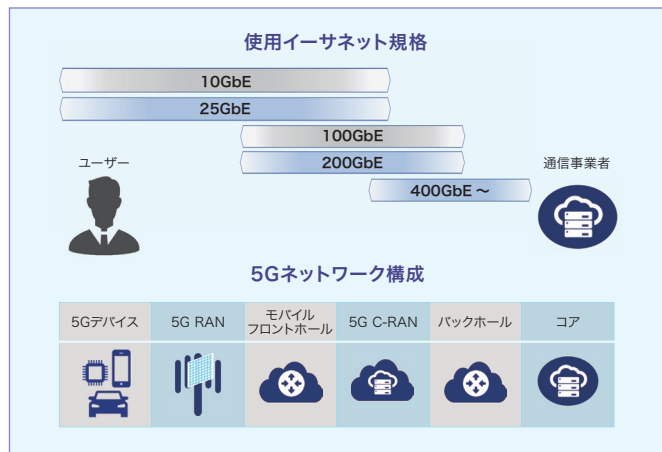 使用イーサネット規格
10GbE
25GbE
100GbE
200GbE
400GbE ～
ユーザー
通信事業者
5Gネットワーク構成
5Gデバイス
5G RAN
モバイル
フロントホール
5G C-RAN
バックホール
コア